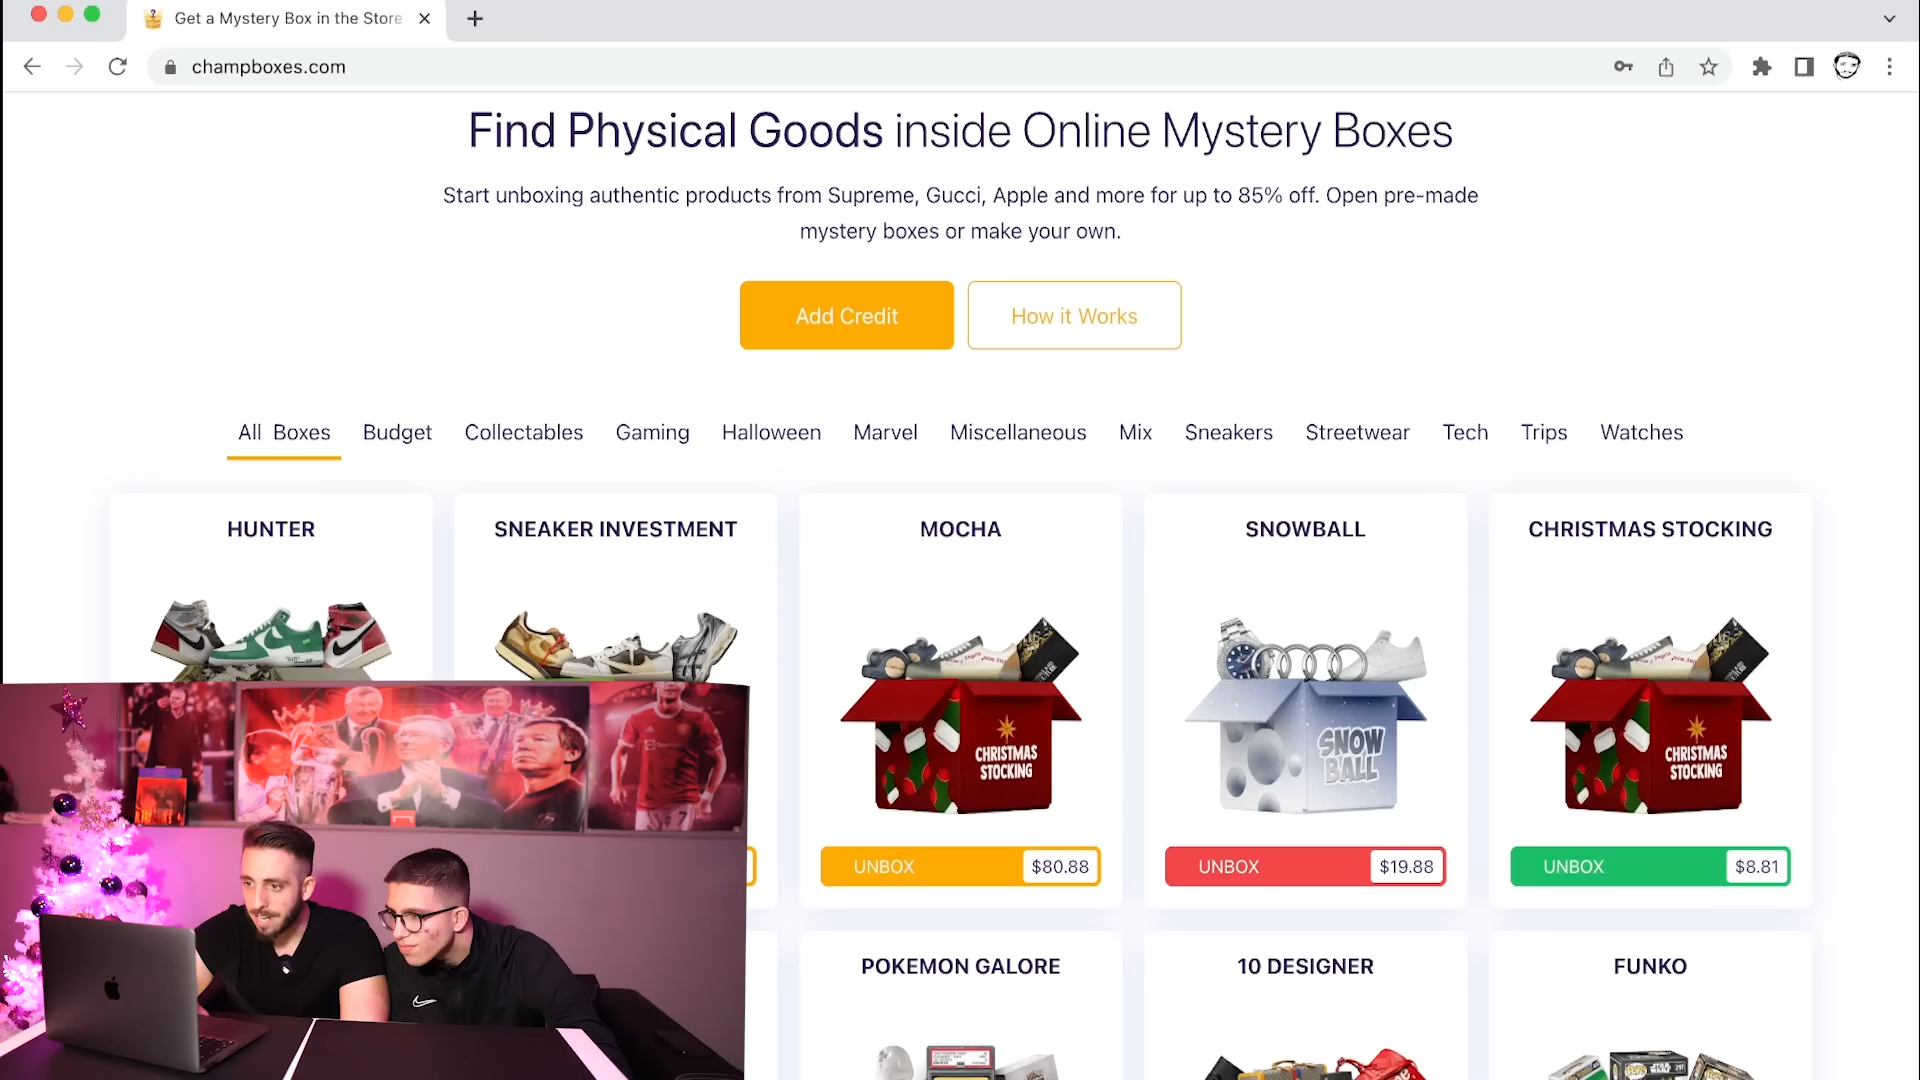 Get a Mystery Box in the Store
champboxes.com
Find Physical Goods inside Online Mystery Boxes
Start unboxing authentic products from Supreme, Gucci, Apple and more for up to 85% off. Open pre-made
mystery boxes or make your own.
Add Credit
How it Works
All Boxes
Budget
Collectables
Gaming
Halloween
Marvel
Miscellaneous
Mix
Sneakers
Streetwear
Tech
Trips
Watches
HUNTER
SNEAKER INVESTMENT
MOCHA
SNOWBALL
CHRISTMAS STOCKING
CHRISTMAS
STOCKING
SNOW
BALL
CHRISTMAS
STOCKING
UNBOX
$80.88
UNBOX
$19.88
UNBOX
$8.81
POKEMON GALORE
10 DESIGNER
FUNKO